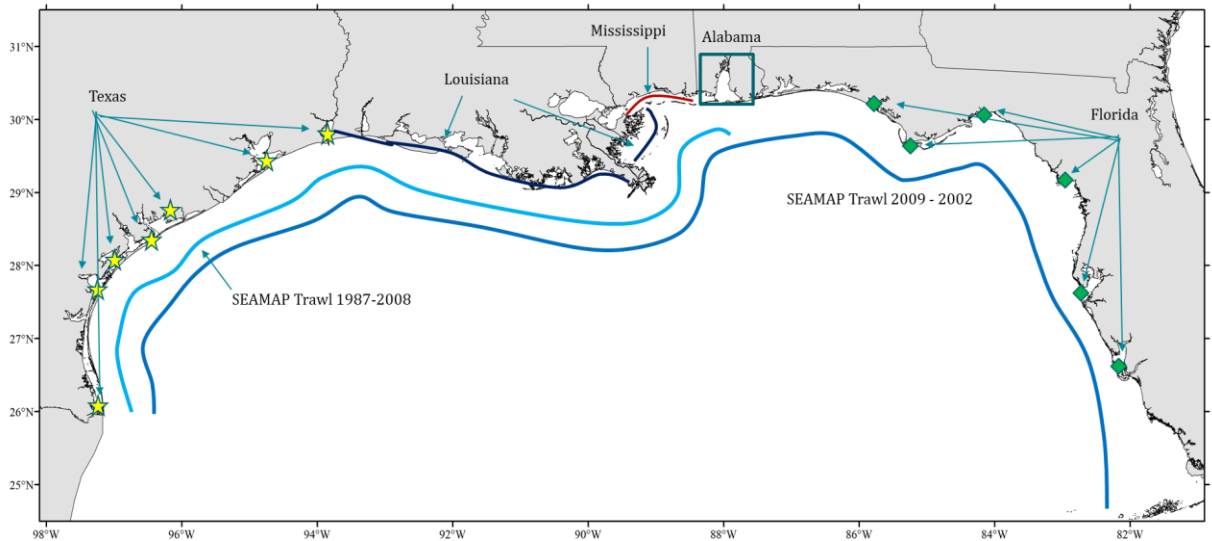 31°N
Mississippi
Alabama
Texas
Louisiana
30°N
Florida
29°N
SEAMAP Trawl 2009 - 2002
28°N
SEAMAP Trawl 1987-2008
27°N
26°N
25°N
98°W
96°W
94°W
92°W
90°W
88°W
86°W
84°W
82°W